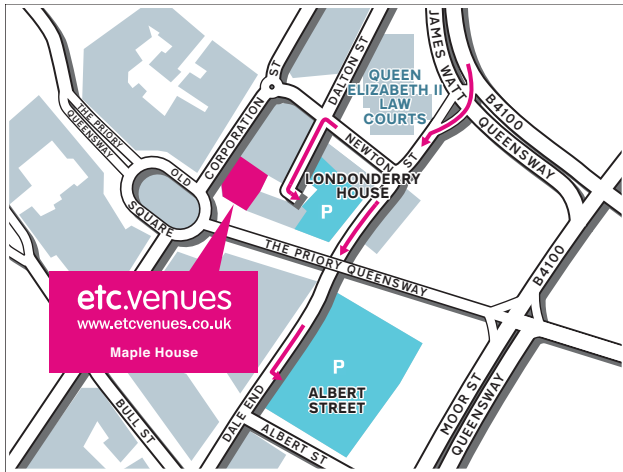 DALTON ST
JAMES WATT
QUEENSWAY
B4100
QUEEN
ELIZABETH II
LAW
COURTS
CORPORATION ST
THE PRIORY
QUEENSWAY
NEWTON ST
OLD
SQUARE
LONDONDERRY
HOUSE
P
THE PRIORY QUEENSWAY
B4100
etc.venues
www.etcvenues.co.uk
Maple House
P
ALBERT
STREET
BULL ST
DALE END
ALBERT ST
MOOR ST
QUEENSWAY